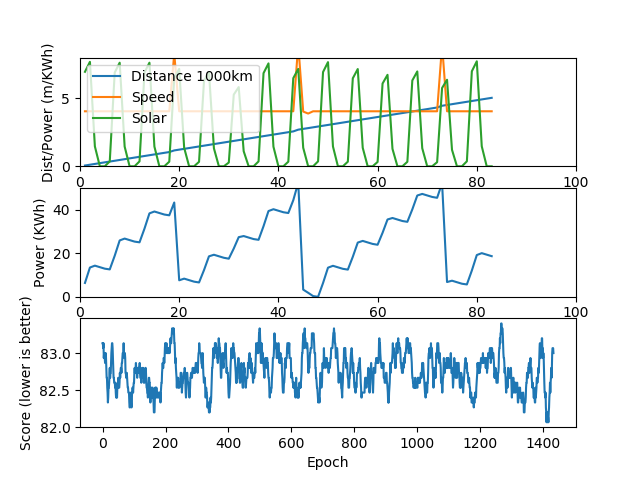 Dist/Power (m/KWh)
5
0
Distance 1000km
Speed
Solar
0 20 40 60 80 100
Power (KWh)
40
20
0
0 20 40 60 80 100
Score (lower is better)
83.0
82.5
82.0
0 200 400 600 800 1000 1200 1400
Epoch